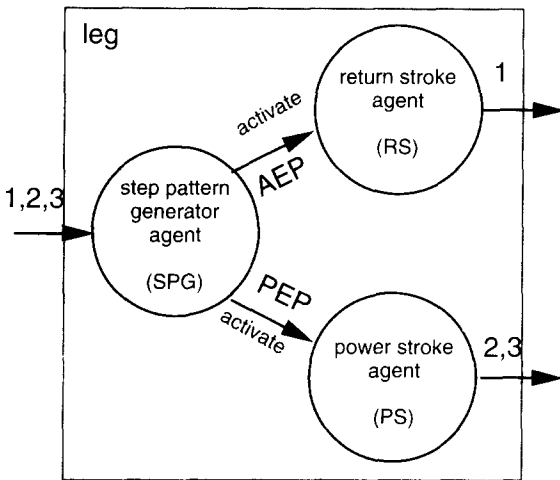 leg
return stroke
agent
(RS)
1
activate
AEP
1,2,3
step pattern
generator
agent
(SPG)
PEP
activate
power stroke
agent
(PS)
2,3